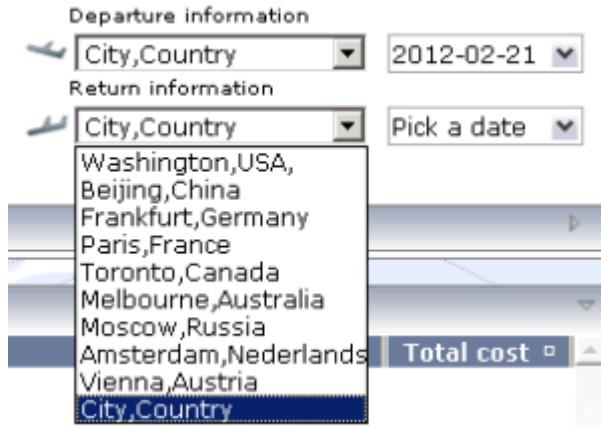 Departure information
City,Country 2012-02-21
Return information
City,Country Pick a date
Washington,USA,
Beijing,China
Frankfurt,Germany
Paris,France
Toronto,Canada
Melbourne,Australia
Moscow,Russia
Amsterdam,Nederlands
Total cost
Vienna,Austria
City,Country